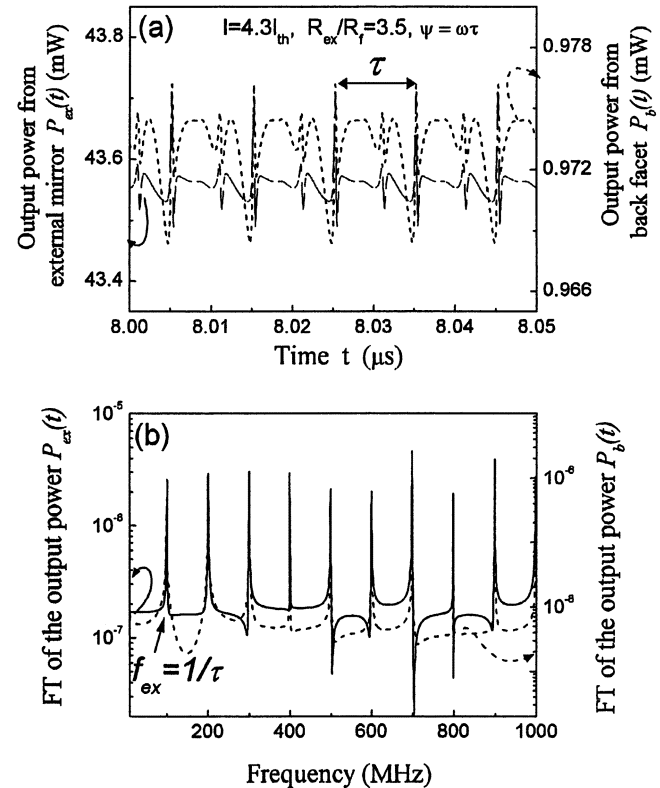 (a) I=4.3I_th, R_ex/R_f=3.5, ψ = ωτ
τ
43.8
43.6
43.4
0.978
0.972
0.966
Output power from
external mirror P_ex(t) (mW)
Output power from
back facet P_b(t) (mW)
8.00 8.01 8.02 8.03 8.04 8.05
Time t (μs)
(b)
10^-5
10^-6
10^-7
10^-6
10^-8
FT of the output power P_ex(t)
FT of the output power P_b(t)
f_ex=1/τ
200 400 600 800 1000
Frequency (MHz)